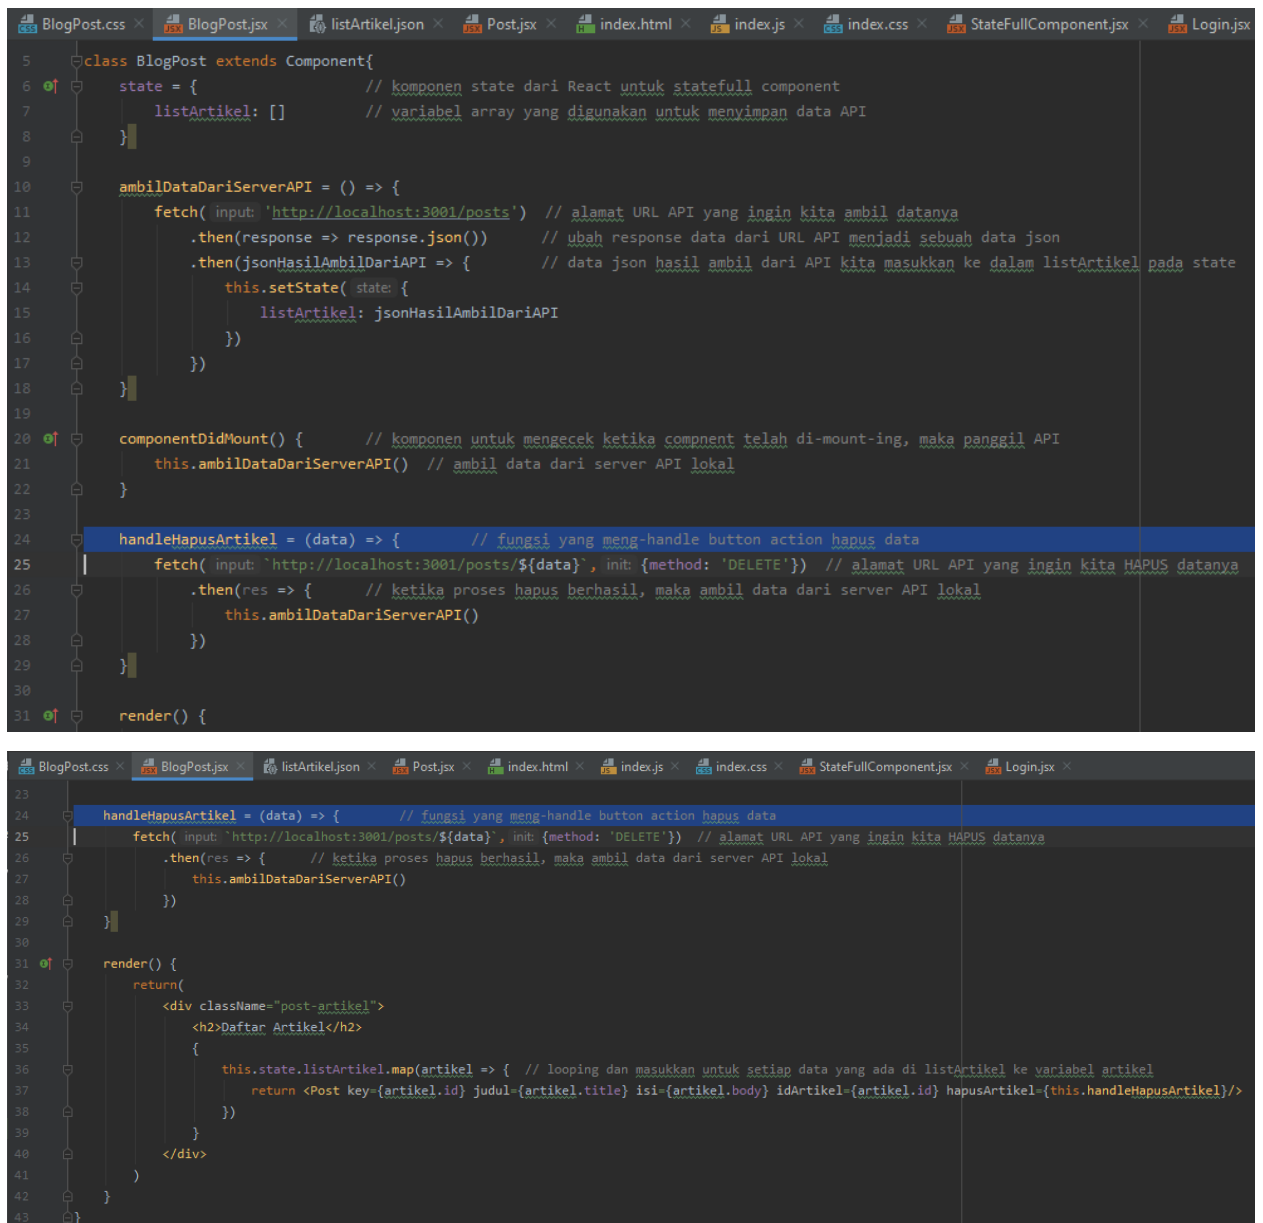 BlogPost.css × BlogPost.jsx × listArtikel.json × Post.jsx × index.html × index.js × index.css × StateFullComponent.jsx × Login.jsx
5 class BlogPost extends Component{
6 state = { // komponen state dari React untuk statefull component
7 listArtikel: [] // variabel array yang digunakan untuk menyimpan data API
8 }
9
10 ambilDataDariServerAPI = () => {
11 fetch( input: 'http://localhost:3001/posts') // alamat URL API yang ingin kita ambil datanya
12 .then(response => response.json()) // ubah response data dari URL API menjadi sebuah data json
13 .then(jsonHasilAmbilDariAPI => { // data json hasil ambil dari API kita masukkan ke dalam listArtikel pada state
14 this.setState( state: {
15 listArtikel: jsonHasilAmbilDariAPI
16 })
17 })
18 }
19
20 componentDidMount() { // komponen untuk mengecek ketika compnent telah di-mount-ing, maka panggil API
21 this.ambilDataDariServerAPI() // ambil data dari server API lokal
22 }
23
24 handleHapusArtikel = (data) => { // fungsi yang meng-handle button action hapus data
25 fetch( input: `http://localhost:3001/posts/${data}`, init: {method: 'DELETE'}) // alamat URL API yang ingin kita HAPUS datanya
26 .then(res => { // ketika proses hapus berhasil, maka ambil data dari server API lokal
27 this.ambilDataDariServerAPI()
28 })
29 }
30
31 render() {
BlogPost.css × BlogPost.jsx × listArtikel.json × Post.jsx × index.html × index.js × index.css × StateFullComponent.jsx × Login.jsx ×
23
24 handleHapusArtikel = (data) => { // fungsi yang meng-handle button action hapus data
25 fetch( input: `http://localhost:3001/posts/${data}`, init: {method: 'DELETE'}) // alamat URL API yang ingin kita HAPUS datanya
26 .then(res => { // ketika proses hapus berhasil, maka ambil data dari server API lokal
27 this.ambilDataDariServerAPI()
28 })
29 }
30
31 render() {
32 return(
33 <div className="post-artikel">
34 <h2>Daftar Artikel</h2>
35 {
36 this.state.listArtikel.map(artikel => { // looping dan masukkan untuk setiap data yang ada di listArtikel ke variabel artikel
37 return <Post key={artikel.id} judul={artikel.title} isi={artikel.body} idArtikel={artikel.id} hapusArtikel={this.handleHapusArtikel}/>
38 })
39 }
40 </div>
41 )
42 }
43 }